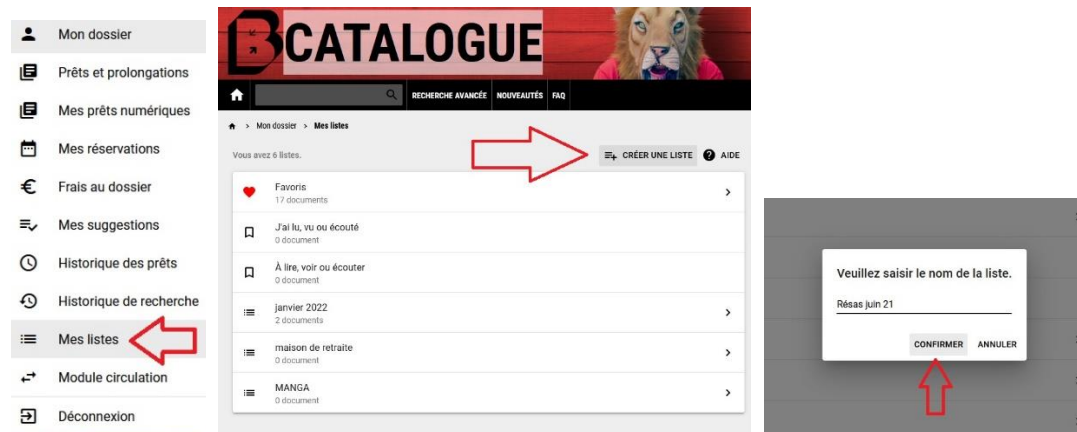 Mon dossier
Prêts et prolongations
Mes prêts numériques
Mes réservations
Frais au dossier
Mes suggestions
Historique des prêts
Historique de recherche
Mes listes
Module circulation
Déconnexion
BCATALOGUE
RECHERCHE AVANCÉE NOUVEAUTÉS FAQ
> Mon dossier > Mes listes
Vous avez 6 listes.
CRÉER UNE LISTE AIDE
Favoris
17 documents
J'ai lu, vu ou écouté
0 document
À lire, voir ou écouter
0 document
janvier 2022
2 documents
maison de retraite
0 document
MANGA
0 document
Veuillez saisir le nom de la liste.
Résas juin 21
CONFIRMER ANNULER